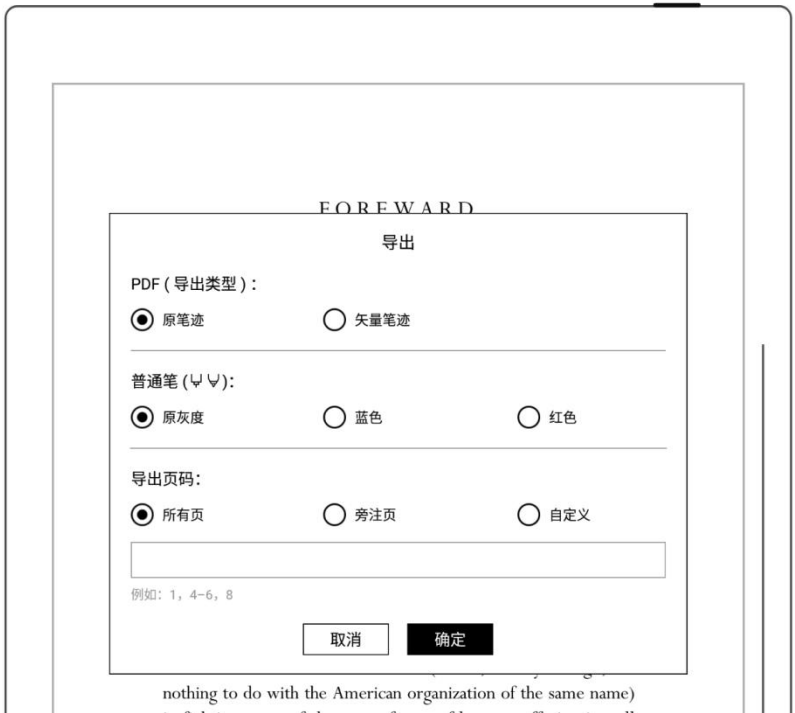 FOREWARD
导出
PDF ( 导出类型 ) :
原笔迹 矢量笔迹
普通笔 ( ):
原灰度 蓝色 红色
导出页码:
所有页 旁注页 自定义
例如: 1, 4-6, 8
取消 确定
nothing to do with the American organization of the same name)